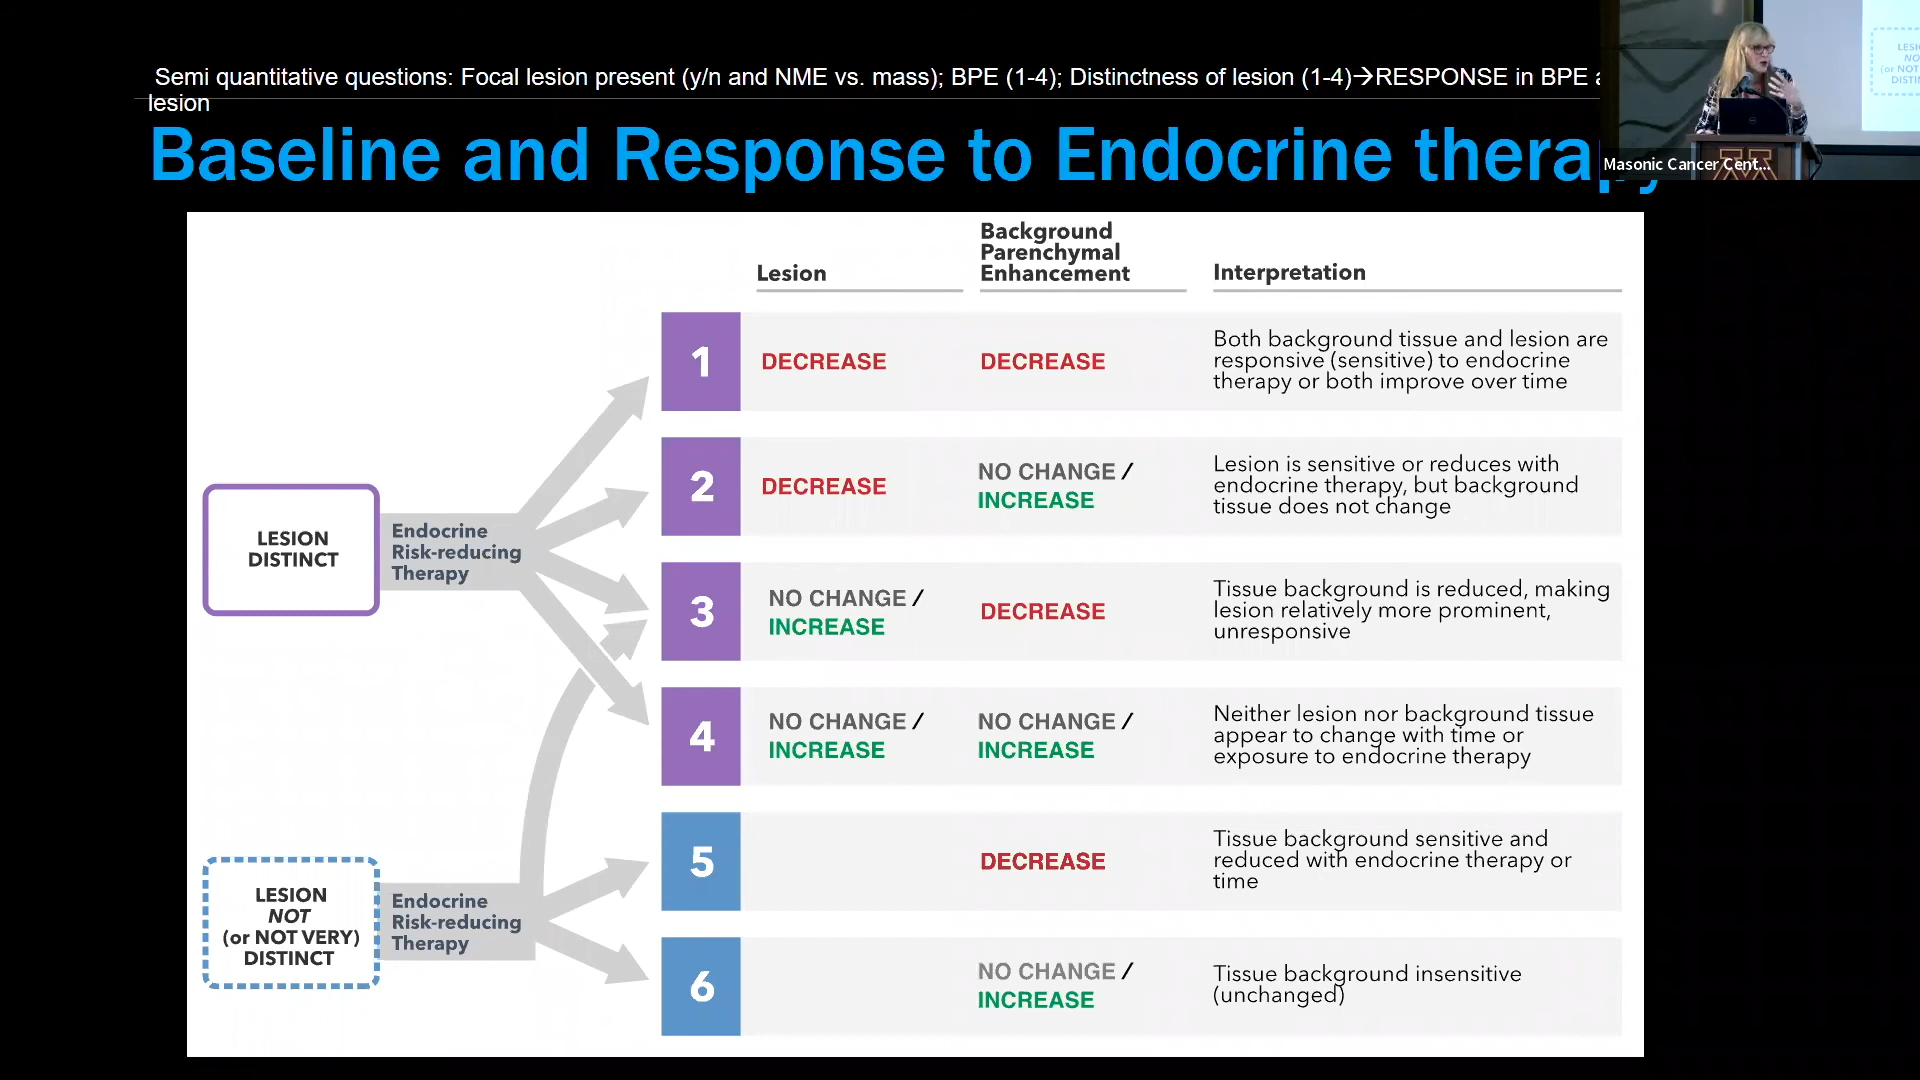 Semi quantitative questions: Focal lesion present (y/n and NME vs. mass); BPE (1-4); Distinctness of lesion (1-4)→RESPONSE in BPE
lesion
Baseline and Response to Endocrine therapy
Masonic Cancer Cent...
Lesion
Background
Parenchymal
Enhancement
Interpretation
1
DECREASE
DECREASE
Both background tissue and lesion are
responsive (sensitive) to endocrine
therapy or both improve over time
2
DECREASE
NO CHANGE /
INCREASE
Lesion is sensitive or reduces with
endocrine therapy, but background
tissue does not change
LESION
DISTINCT
Endocrine
Risk-reducing
Therapy
3
NO CHANGE /
INCREASE
DECREASE
Tissue background is reduced, making
lesion relatively more prominent,
unresponsive
4
NO CHANGE /
INCREASE
NO CHANGE /
INCREASE
Neither lesion nor background tissue
appear to change with time or
exposure to endocrine therapy
5
DECREASE
Tissue background sensitive and
reduced with endocrine therapy or
time
LESION
NOT
(or NOT VERY)
DISTINCT
Endocrine
Risk-reducing
Therapy
6
NO CHANGE /
INCREASE
Tissue background insensitive
(unchanged)